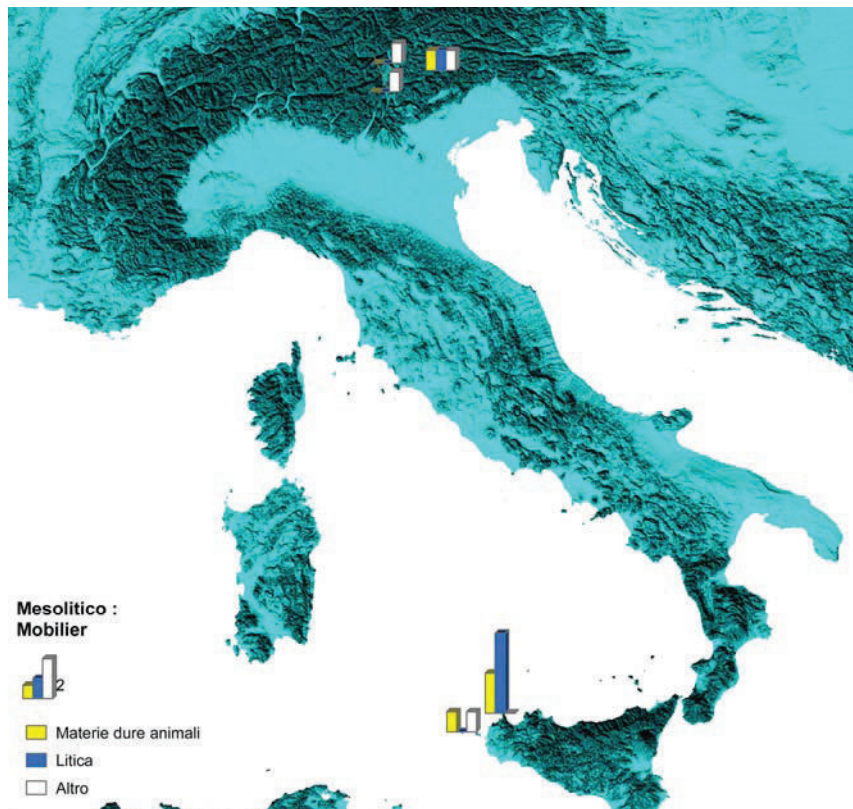 Mesolitico :
Mobilier
2
Materie dure animali
Litica
Altro